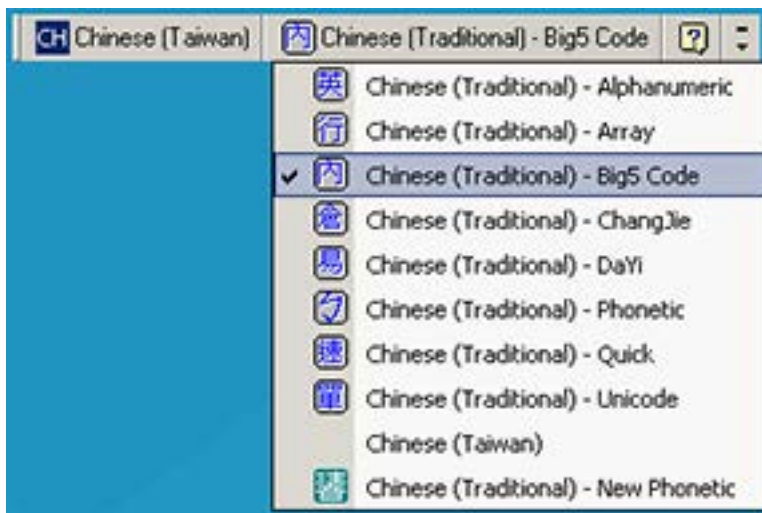 CH Chinese (Taiwan) 內 Chinese (Traditional) - Big5 Code ?
英 Chinese (Traditional) - Alphanumeric
行 Chinese (Traditional) - Array
內 Chinese (Traditional) - Big5 Code
倉 Chinese (Traditional) - ChangJie
易 Chinese (Traditional) - DaYi
Chinese (Traditional) - Phonetic
速 Chinese (Traditional) - Quick
單 Chinese (Traditional) - Unicode
Chinese (Taiwan)
Chinese (Traditional) - New Phonetic